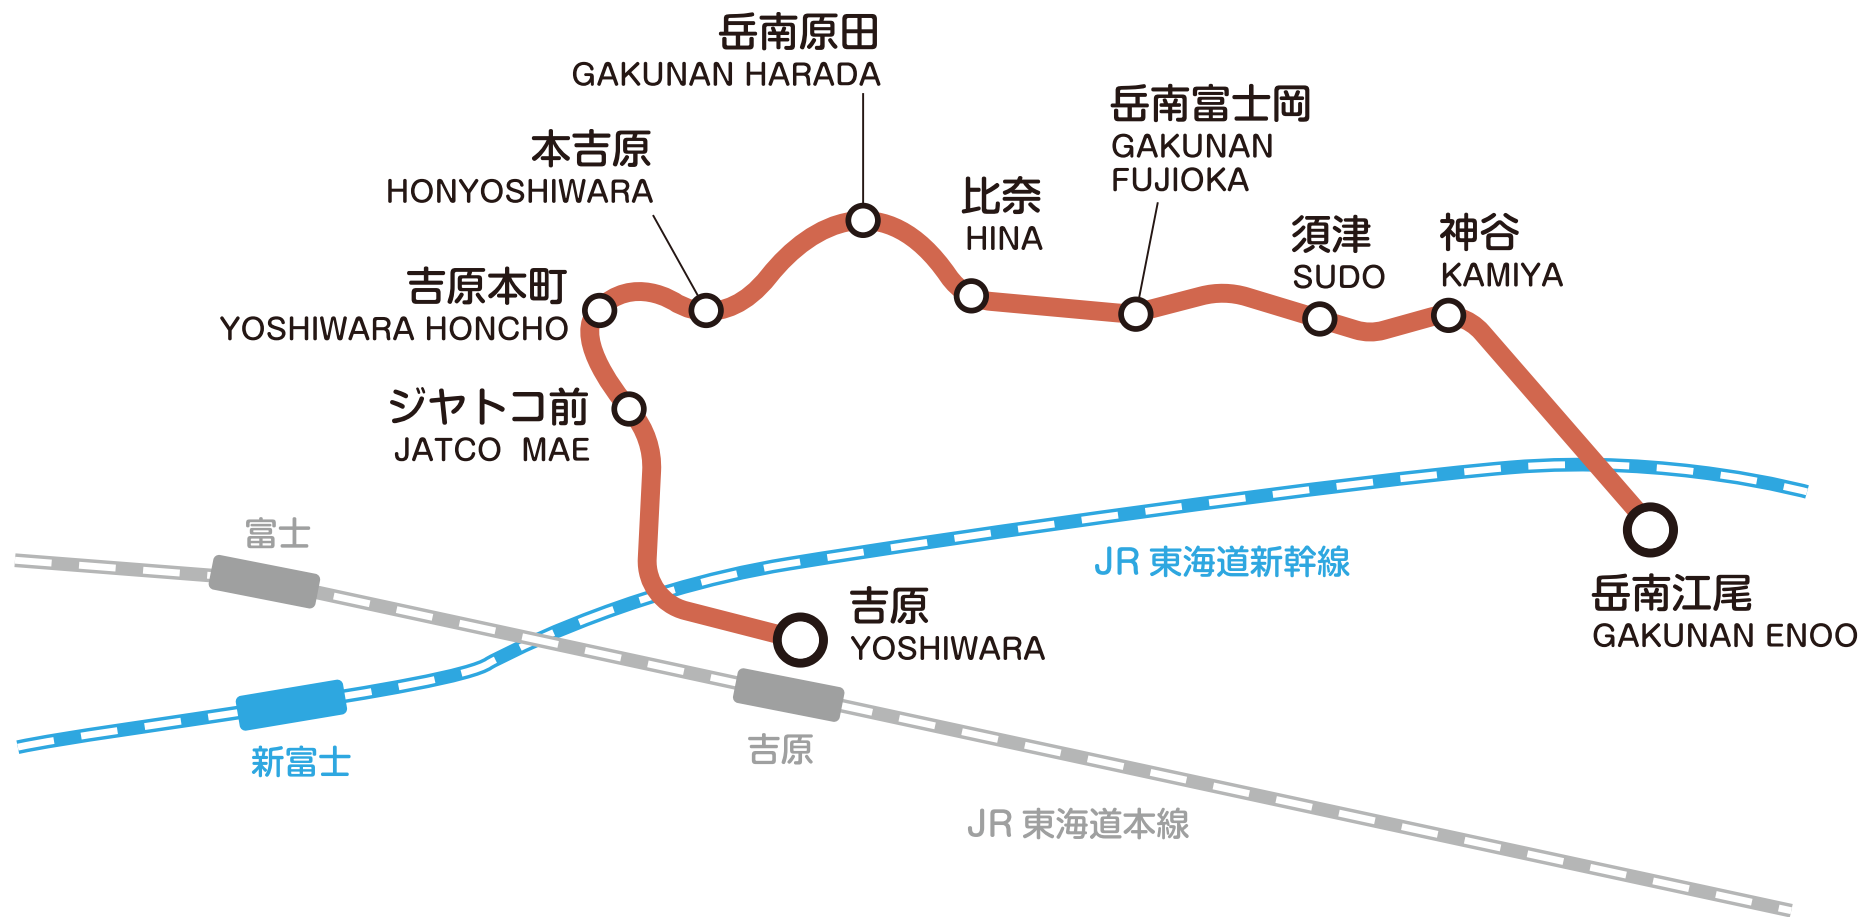 岳南原田
GAKUNAN HARADA
岳南富士岡
GAKUNAN
FUJIOKA
本吉原
HONYOSHIWARA
比奈
HINA
須津
SUDO
神谷
KAMIYA
吉原本町
YOSHIWARA HONCHO
ジヤトコ前
JATCO MAE
富士
JR 東海道新幹線
吉原
YOSHIWARA
岳南江尾
GAKUNAN ENOO
新富士
吉原
JR 東海道本線